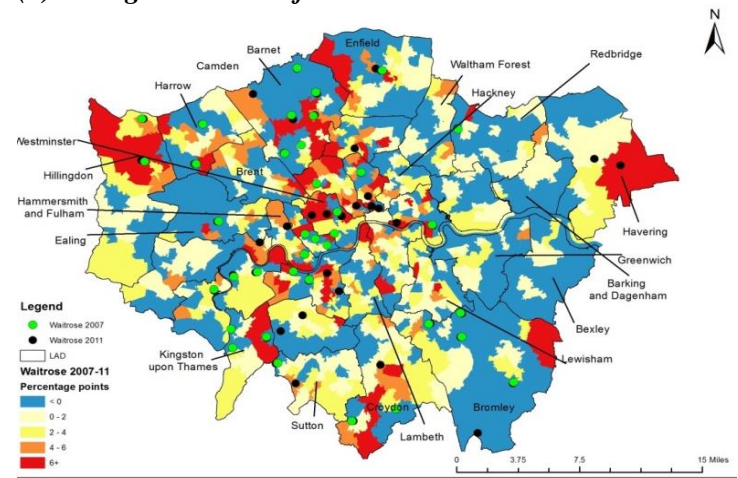 N
Enfield
Barnet
Camden
Waltham Forest
Redbridge
Harrow
Hackney
Westminster
Hillingdon
Brent
Hammersmith
and Fulham
Havering
Ealing
Greenwich
Barking
and Dagenham
Bexley
Lewisham
Kingston
upon Thames
Croydon
Bromley
Sutton
Lambeth
Legend
Waitrose 2007
Waitrose 2011
LAD
Waitrose 2007-11
Percentage points
< 0
0 - 2
2 - 4
4 - 6
6+
0 3.75 7.5 15 Miles